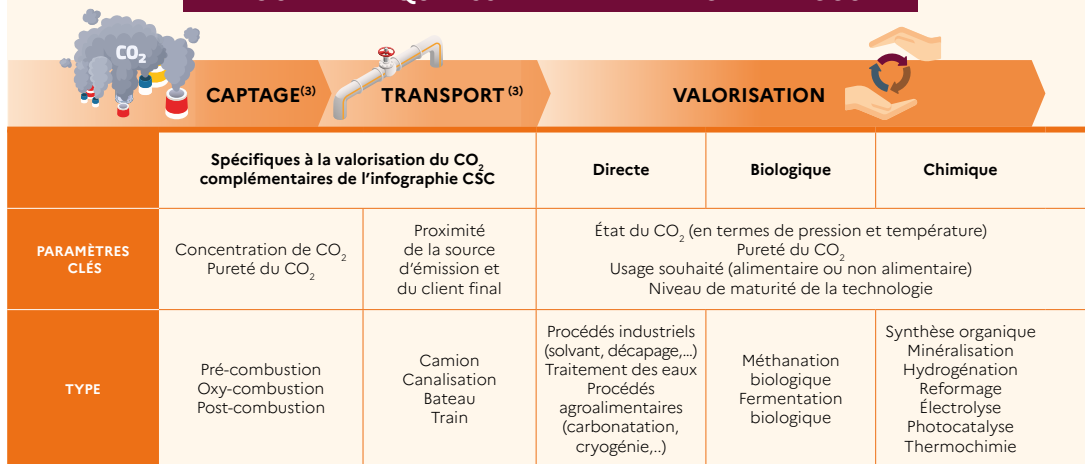 CO2
CAPTAGE(3)
TRANSPORT (3)
VALORISATION
Spécifiques à la valorisation du CO2
complémentaires de l’infographie CSC
Directe
Biologique
Chimique
PARAMÈTRES
CLÉS
Concentration de CO2
Pureté du CO2
Proximité
de la source
d’émission et
du client final
État du CO2 (en termes de pression et température)
Pureté du CO2
Usage souhaité (alimentaire ou non alimentaire)
Niveau de maturité de la technologie
TYPE
Pré-combustion
Oxy-combustion
Post-combustion
Camion
Canalisation
Bateau
Train
Procédés industriels
(solvant, décapage,...)
Traitement des eaux
Procédés
agroalimentaires
(carbonatation,
cryogénie,..)
Méthanation
biologique
Fermentation
biologique
Synthèse organique
Minéralisation
Hydrogénation
Reformage
Électrolyse
Photocatalyse
Thermochimie